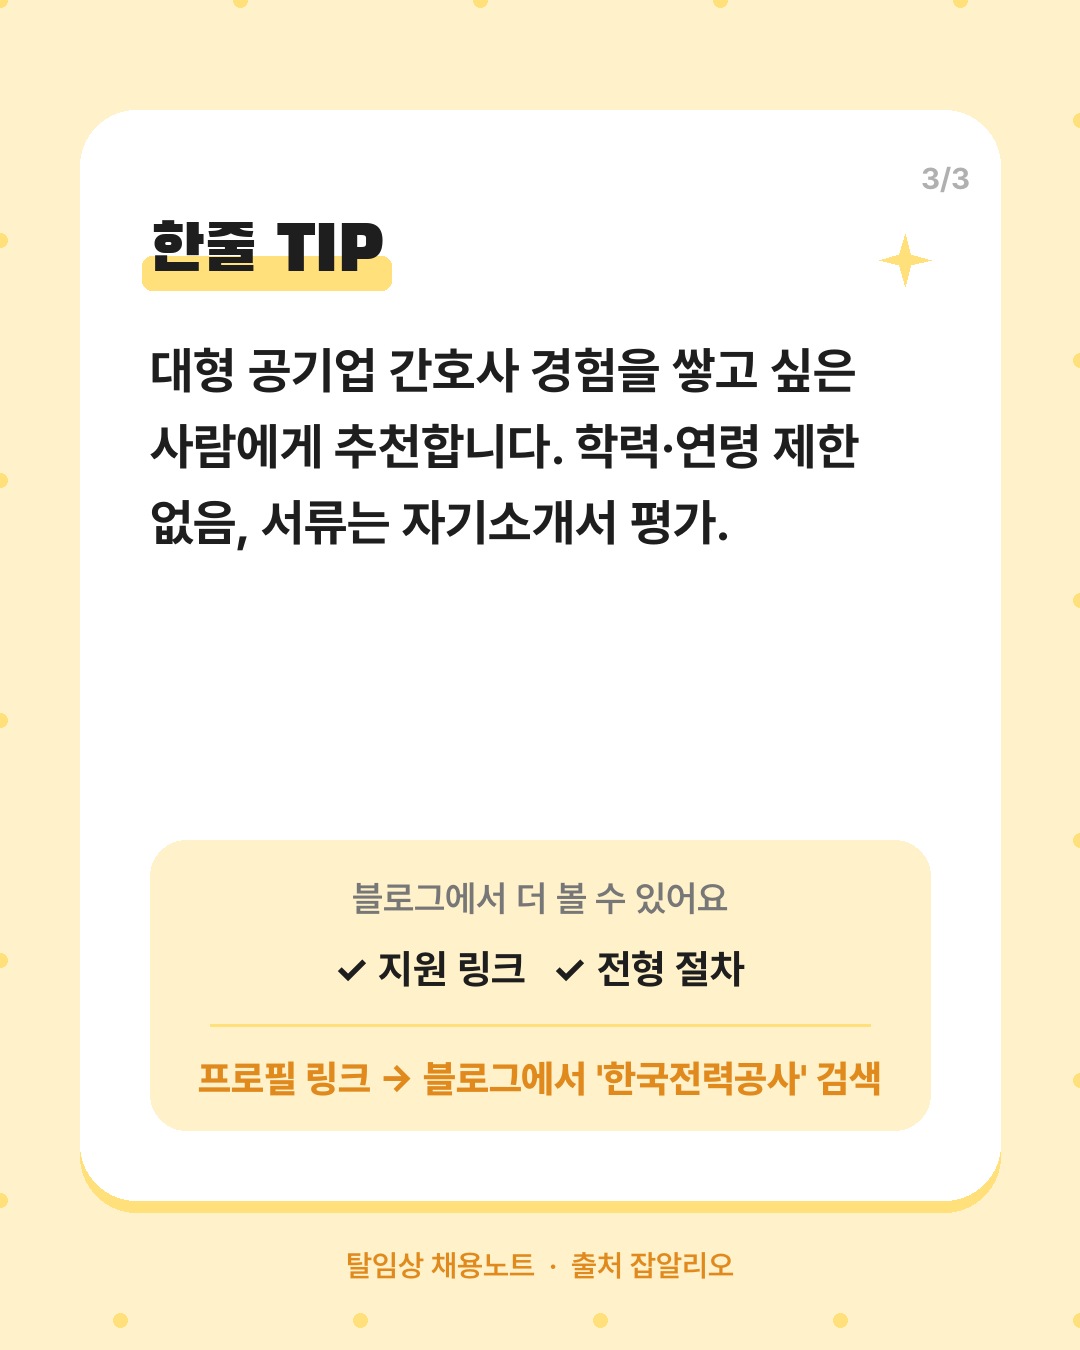 3/3
한줄 TIP
대형 공기업 간호사 경험을 쌓고 싶은
사람에게 추천합니다. 학력·연령 제한
없음, 서류는 자기소개서 평가.
블로그에서 더 볼 수 있어요
✓ 지원 링크 ✓ 전형 절차
프로필 링크 → 블로그에서 '한국전력공사' 검색
탈임상 채용노트 · 출처 잡알리오